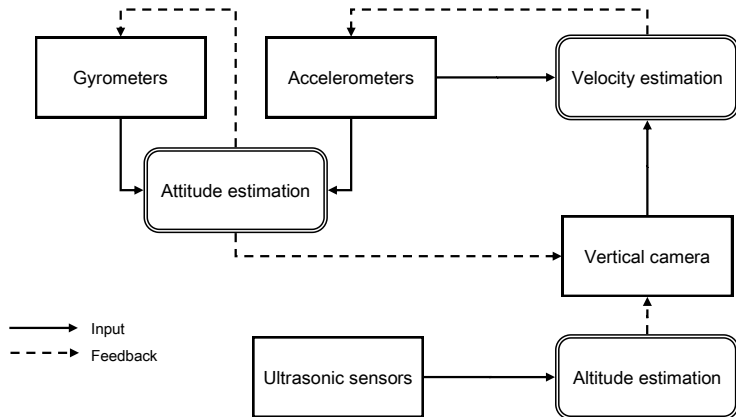 Gyrometers
Accelerometers
Velocity estimation
Attitude estimation
Vertical camera
Input
Feedback
Ultrasonic sensors
Altitude estimation